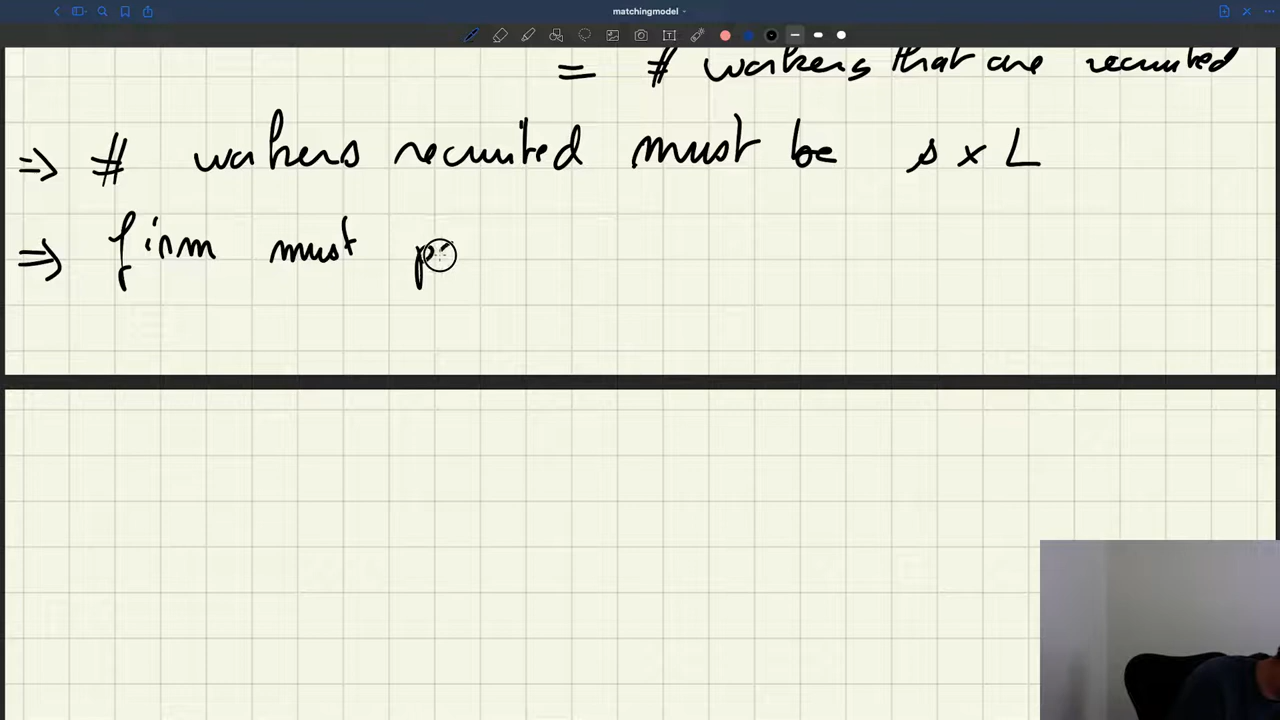 matchingmodel
= # workers that are recruited
⇒ # workers recruited must be s × L
⇒ firm must